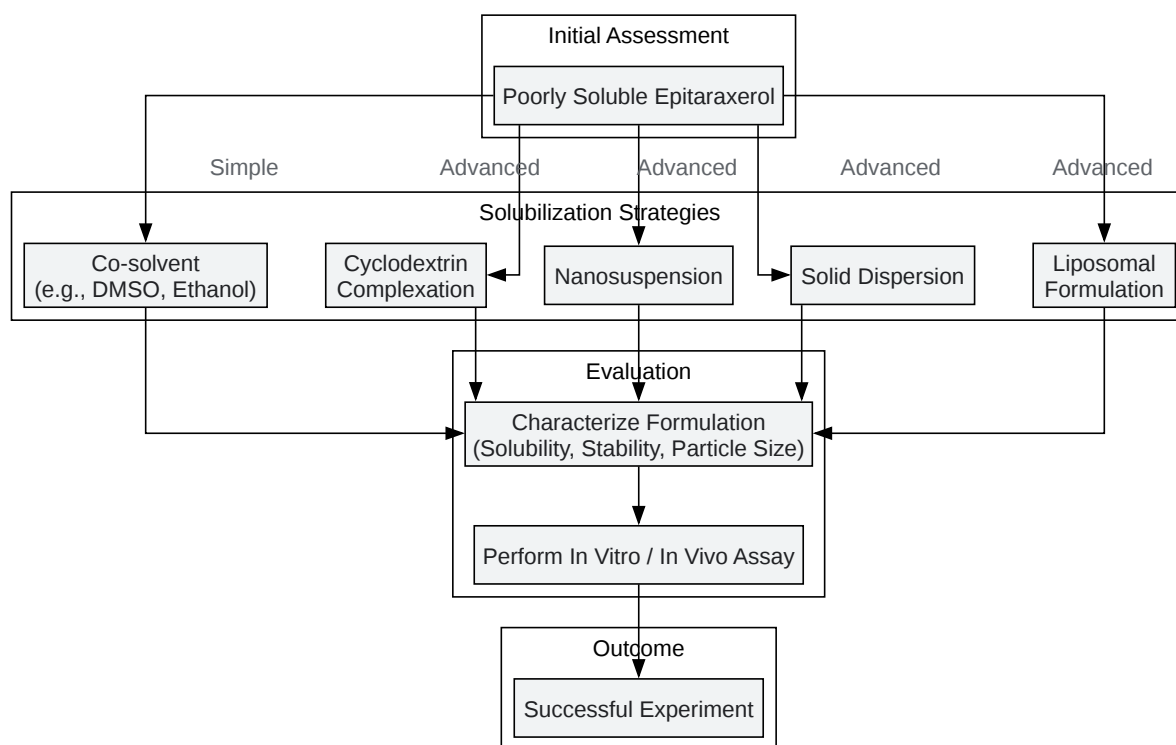 Initial Assessment
Poorly Soluble Epitaraxerol
Simple
Advanced
Advanced
Advanced
Advanced
Solubilization Strategies
Co-solvent
(e.g., DMSO, Ethanol)
Cyclodextrin
Complexation
Nanosuspension
Solid Dispersion
Liposomal
Formulation
Evaluation
Characterize Formulation
(Solubility, Stability, Particle Size)
Perform In Vitro / In Vivo Assay
Outcome
Successful Experiment